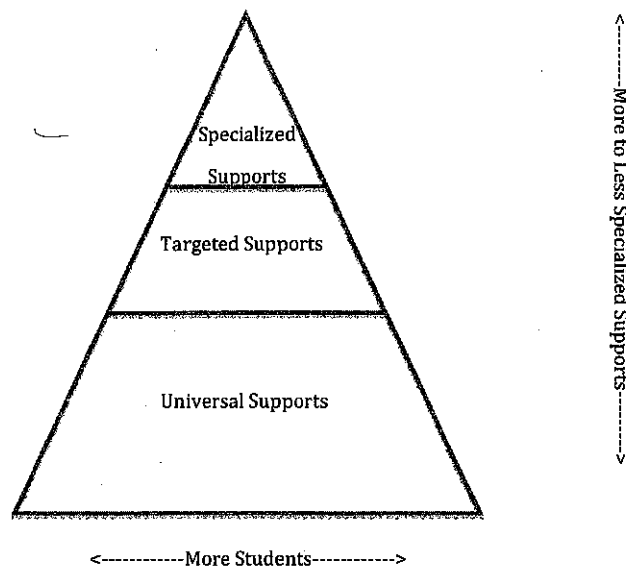 Specialized
Supports
Targeted Supports
Universal Supports
<---------More to Less Specialized Supports--------->
<------------More Students------------>